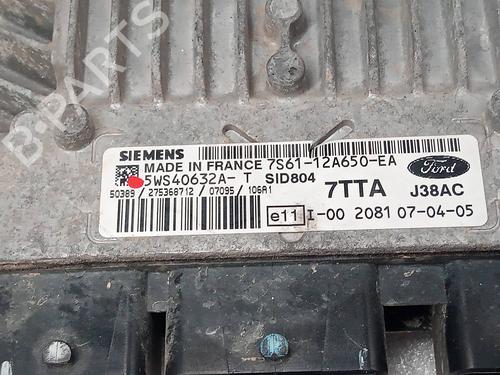 B-PARTS
SIEMENS
MADE IN FRANCE 7S61-12A650-EA
5WS40632A- T SID804
50389 / 275368712 / 07095 / 106A1
7TTA
J38AC
Ford
e11 I-00 2081 07-04-05